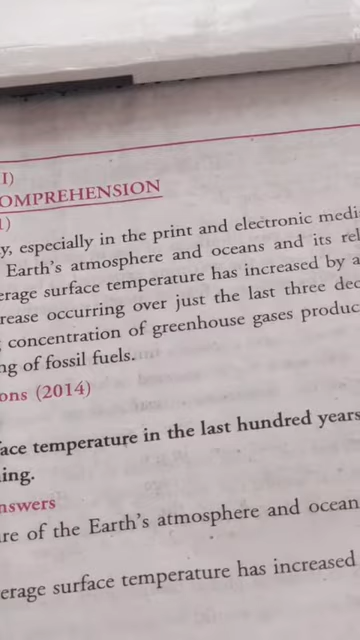 I)
OMPREHENSION
1)
y, especially in the print and electronic medi
Earth's atmosphere and oceans and its rel
erage surface temperature has increased by a
rease occurring over just the last three dec
concentration of greenhouse gases produc
ng of fossil fuels.
ons (2014)
face temperature in the last hundred years
ing.
nswers
re of the Earth's atmosphere and ocean
erage surface temperature has increased